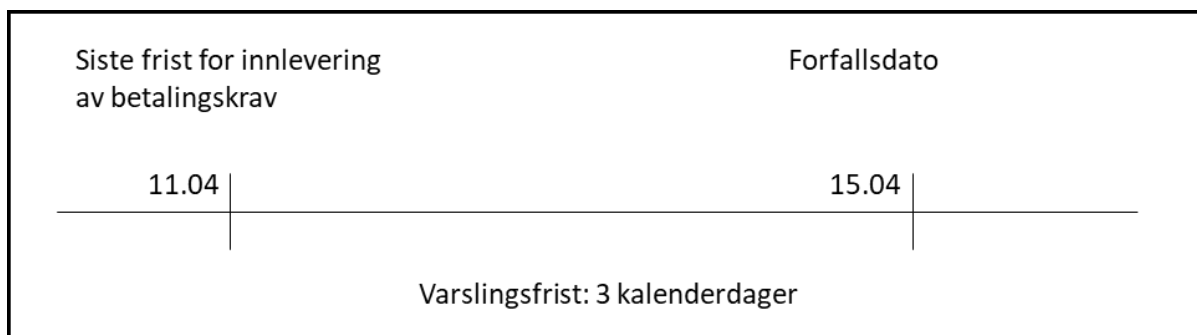 Siste frist for innlevering
av betalingskrav
Forfallsdato
11.04
15.04
Varslingsfrist: 3 kalenderdager